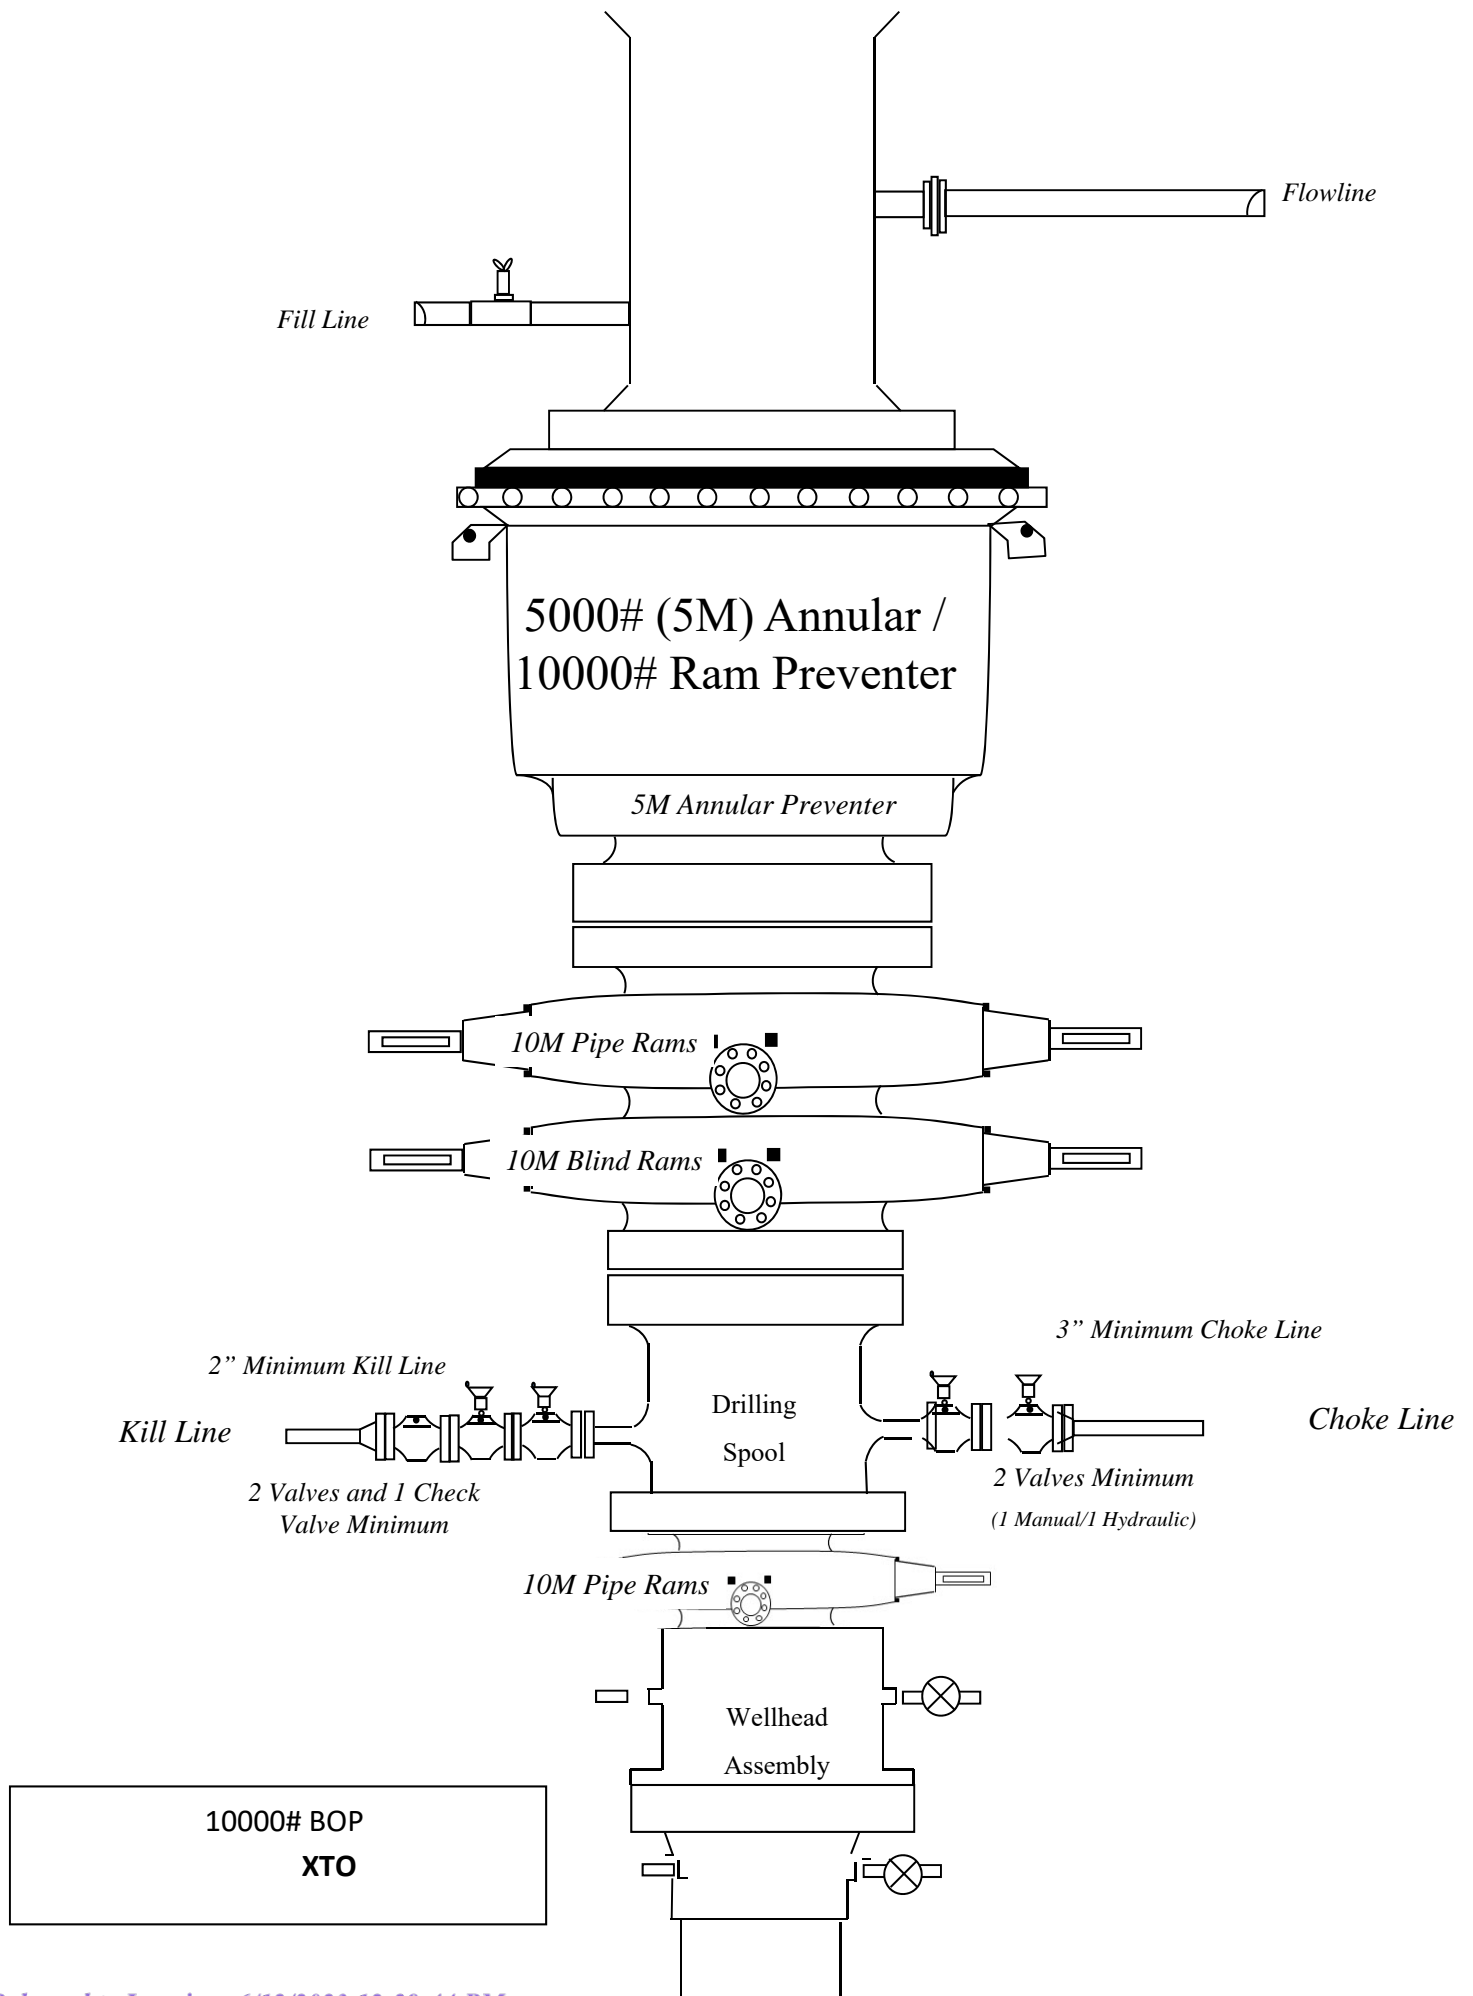 Flowline
Fill Line
5000# (5M) Annular /
10000# Ram Preventer
5M Annular Preventer
10M Pipe Rams
10M Blind Rams
3” Minimum Choke Line
2” Minimum Kill Line
Drilling
Spool
Kill Line
Choke Line
2 Valves and 1 Check
Valve Minimum
2 Valves Minimum
(1 Manual/1 Hydraulic)
10M Pipe Rams
Wellhead
Assembly
10000# BOP
XTO